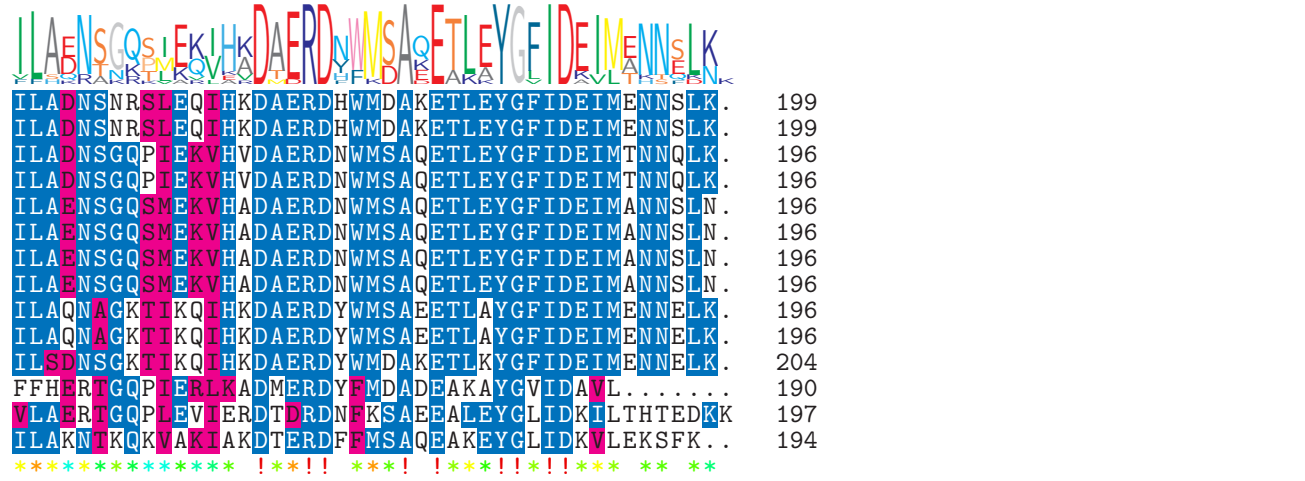 ILADNSNRSLEQIHKDAERDHWMDAKETLEYGFIDEIMENNSLK. 199
ILADNSNRSLEQIHKDAERDHWMDAKETLEYGFIDEIMENNSLK. 199
ILADNSGQPIEKVHVDAERDNWMSAQETLEYGFIDEIMTNNQLK. 196
ILADNSGQPIEKVHVDAERDNWMSAQETLEYGFIDEIMTNNQLK. 196
ILAENSGQSMEKVHADAERDNWMSAQETLEYGFIDEIMANNSLN. 196
ILAENSGQSMEKVHADAERDNWMSAQETLEYGFIDEIMANNSLN. 196
ILAENSGQSMEKVHADAERDNWMSAQETLEYGFIDEIMANNSLN. 196
ILAENSGQSMEKVHADAERDNWMSAQETLEYGFIDEIMANNSLN. 196
ILAQNAGKTIKQIHKDAERDYWMSAEETLAYGFIDEIMENNELK. 196
ILAQNAGKTIKQIHKDAERDYWMSAEETLAYGFIDEIMENNELK. 196
ILSDNSGKTIKQIHKDAERDYWMDAKETLKYGFIDEIMENNELK. 204
FFHERTGQPIERLKADMERDYFMDADEAKAYGVIDAVL....... 190
VLAERTGQPLEVIERDTDRDNFKSAEEALEYGLIDKILTHTEDKK 197
ILAKNTKQKVAKIAKDTERDFFMSAQEAKEYGLIDKVLEKSFK.. 194
************** !**!! ***! !***!!*!!*** ** **